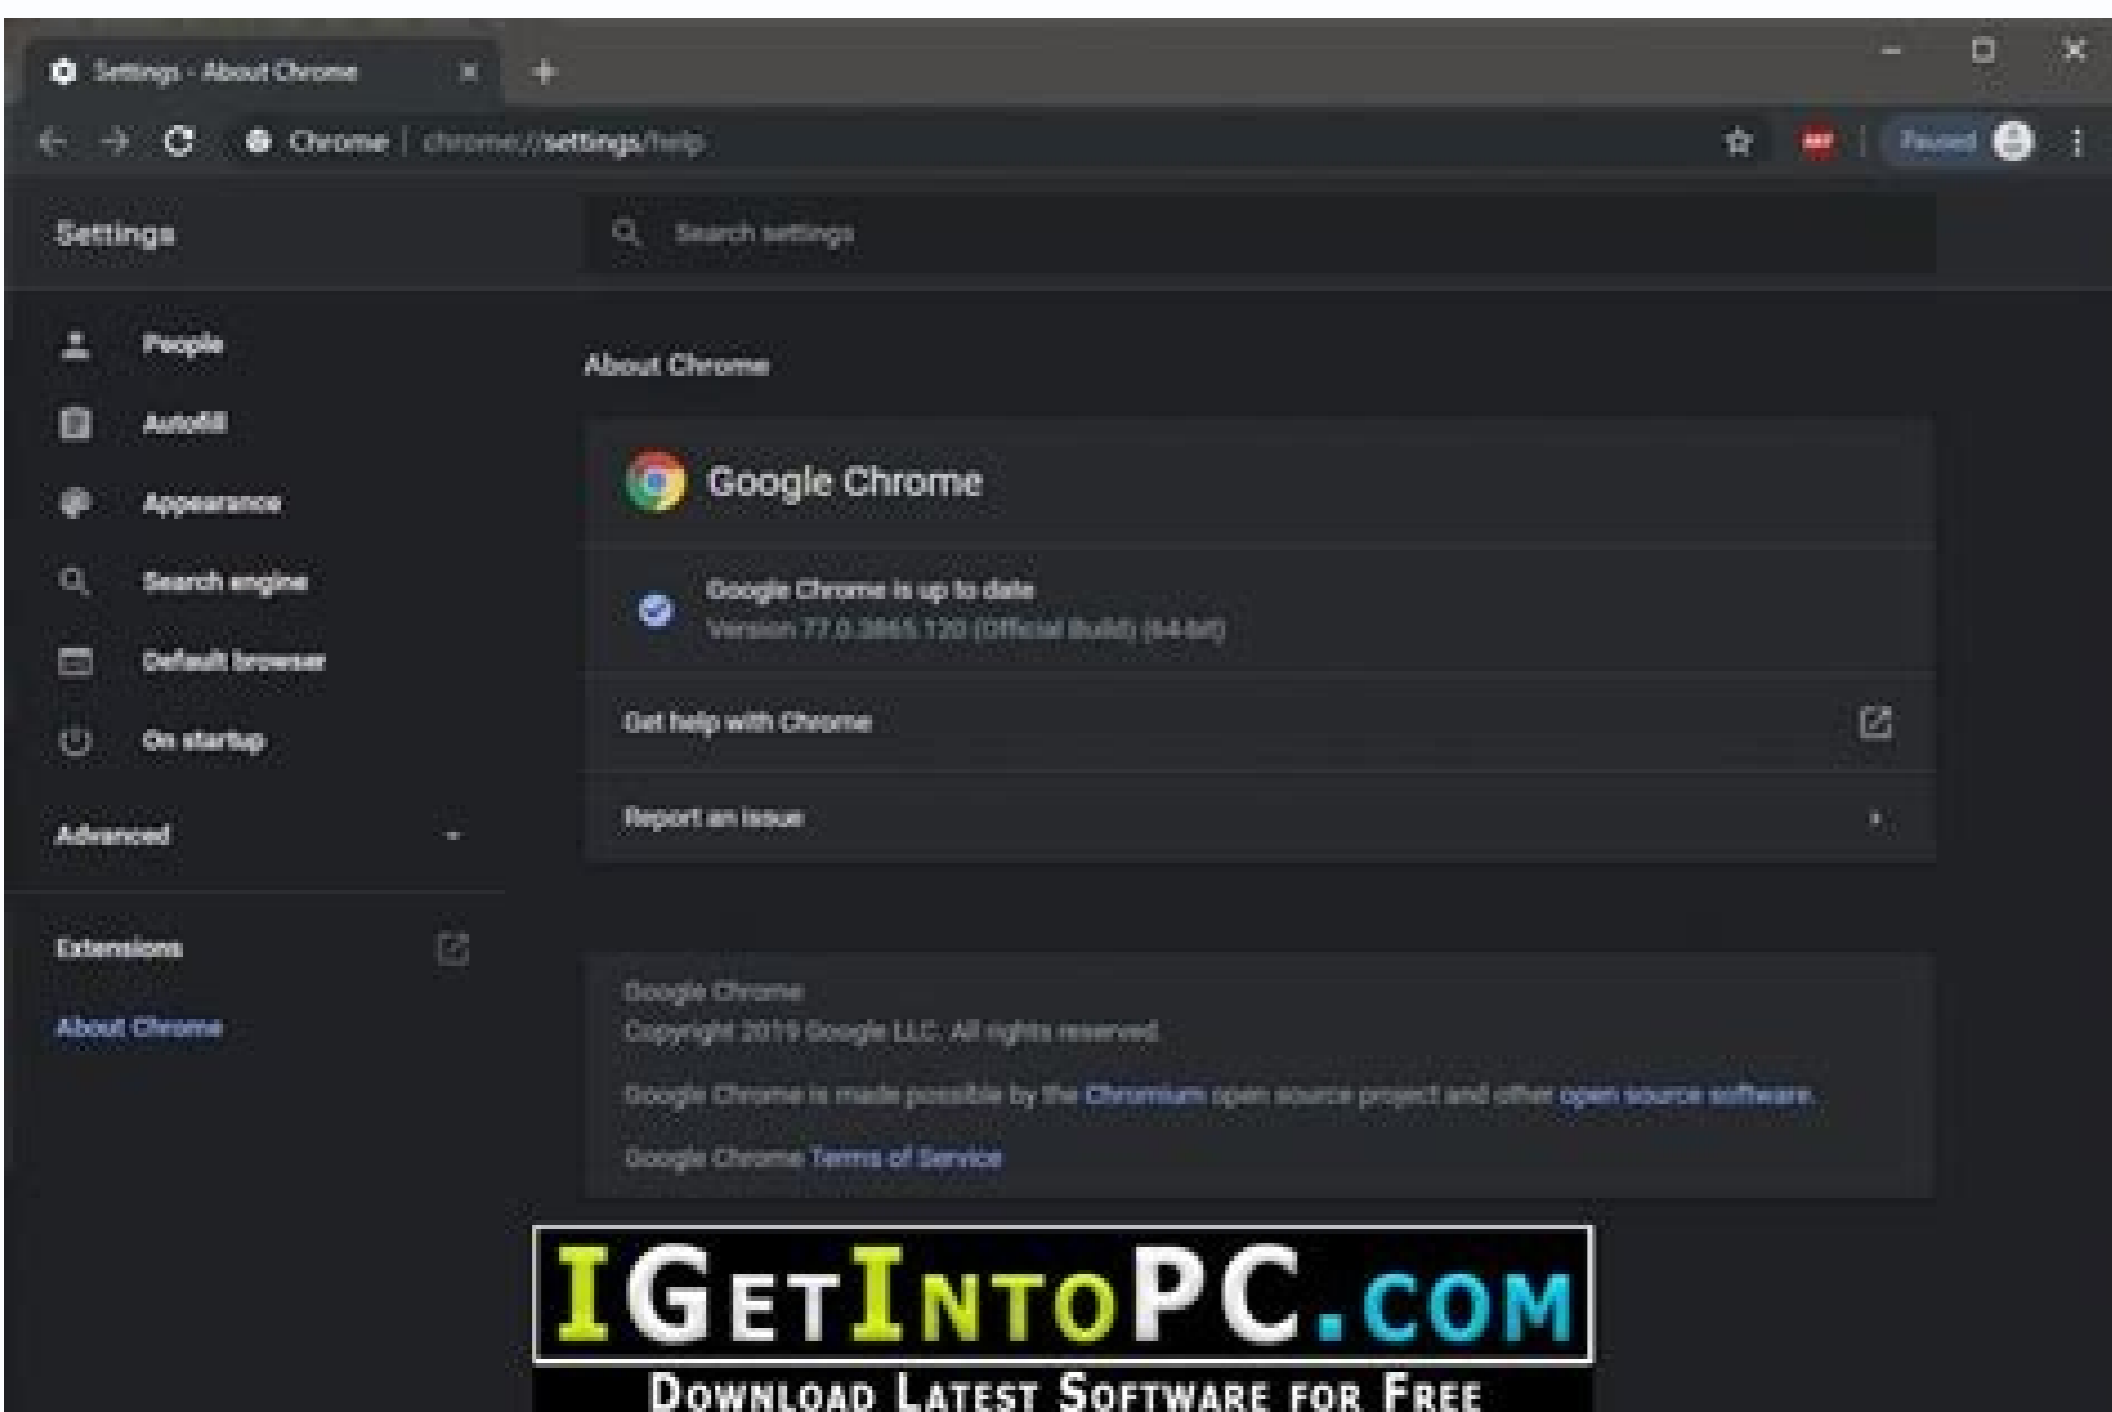 Settings - About Chrome
Chrome | chrome://settings/help
Paused
Settings
Search settings
People
Autofill
Appearance
Search engine
Default browser
On startup
Advanced
Extensions
About Chrome
About Chrome
Google Chrome
Google Chrome is up to date
Version 77.0.3865.120 (Official Build) (64-bit)
Get help with Chrome
Report an issue
Google Chrome
Copyright 2019 Google LLC. All rights reserved.
Google Chrome is made possible by the Chromium open source project and other open source software.
Google Chrome Terms of Service
IGETINTOPC.COM
DOWNLOAD LATEST SOFTWARE FOR FREE